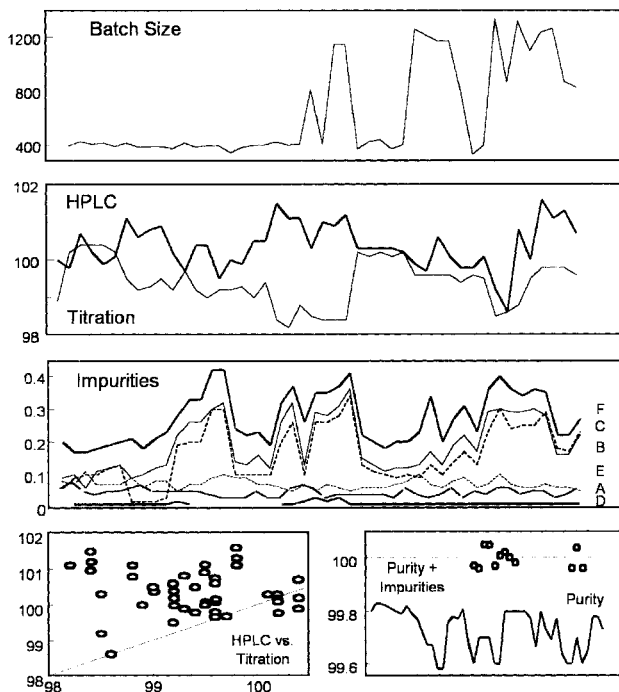 Batch Size
1200
800
400
102
HPLC
100
Titration
98
0.4
Impurities
0.3
0.2
0.1
0
F
C
B
E
A
D
102
101
100
99
98
98
99
100
HPLC vs.
Titration
100
99.8
99.6
Purity +
Impurities
Purity